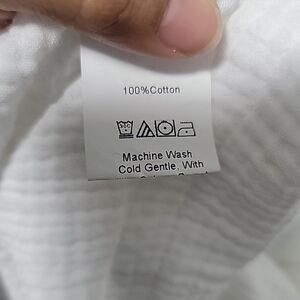 100%Cotton
Machine Wash
Cold Gentle, With